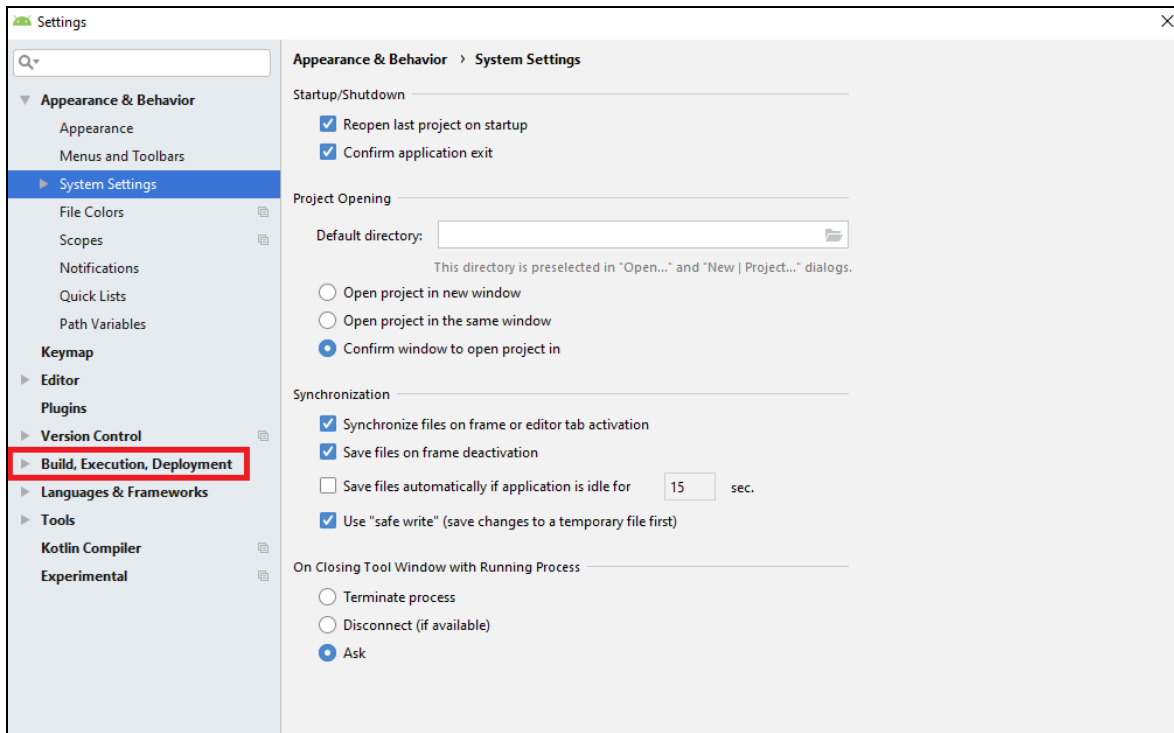 Settings
Appearance & Behavior
Appearance
Menus and Toolbars
System Settings
File Colors
Scopes
Notifications
Quick Lists
Path Variables
Keymap
Editor
Plugins
Version Control
Build, Execution, Deployment
Languages & Frameworks
Tools
Kotlin Compiler
Experimental
Appearance & Behavior › System Settings
Startup/Shutdown
Reopen last project on startup
Confirm application exit
Project Opening
Default directory:
This directory is preselected in "Open..." and "New | Project..." dialogs.
Open project in new window
Open project in the same window
Confirm window to open project in
Synchronization
Synchronize files on frame or editor tab activation
Save files on frame deactivation
Save files automatically if application is idle for 15 sec.
Use "safe write" (save changes to a temporary file first)
On Closing Tool Window with Running Process
Terminate process
Disconnect (if available)
Ask